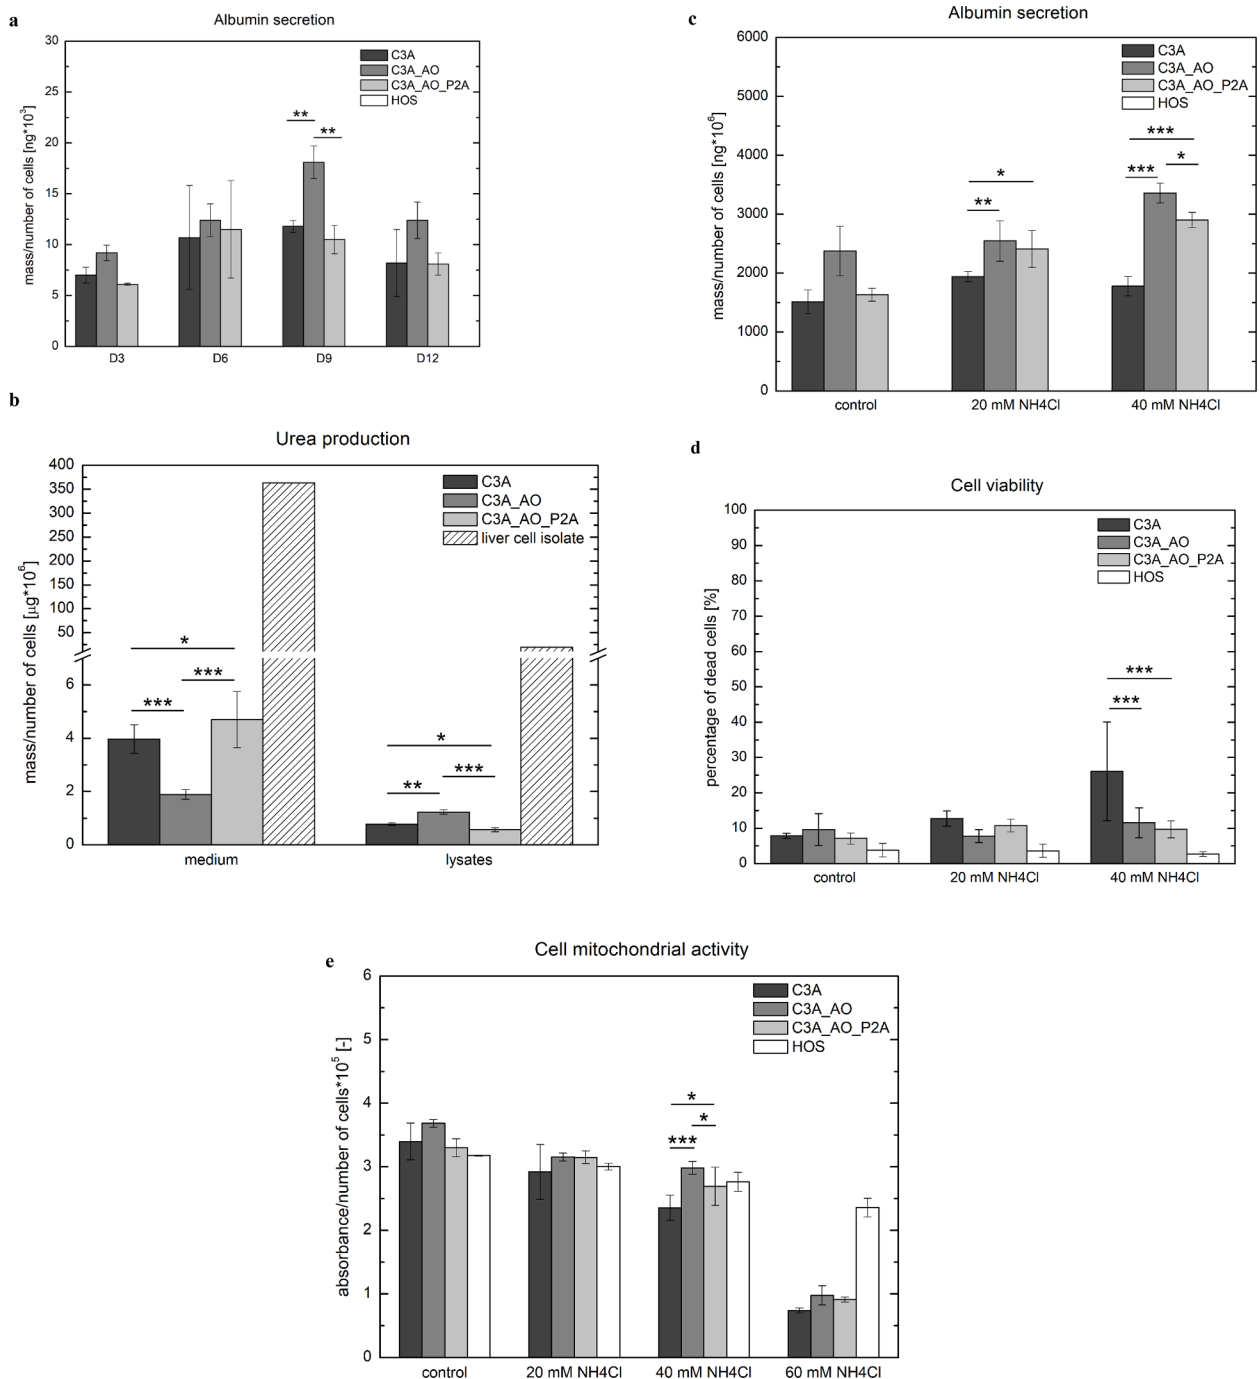 a
Albumin secretion
mass/number of cells [ng*10³]
30
25
20
15
10
5
0
C3A
C3A_AO
C3A_AO_P2A
HOS
**
**
D3
D6
D9
D12
c
Albumin secretion
mass/number of cells [ng*10⁶]
6000
5000
4000
3000
2000
1000
0
C3A
C3A_AO
C3A_AO_P2A
HOS
*
**
***
***
*
control
20 mM NH4Cl
40 mM NH4Cl
b
Urea production
mass/number of cells [µg*10⁶]
400
350
300
250
200
150
100
50
6
4
2
0
C3A
C3A_AO
C3A_AO_P2A
liver cell isolate
*
***
***
*
***
**
medium
lysates
d
Cell viability
percentage of dead cells [%]
100
90
80
70
60
50
40
30
20
10
0
C3A
C3A_AO
C3A_AO_P2A
HOS
***
***
control
20 mM NH4Cl
40 mM NH4Cl
e
Cell mitochondrial activity
absorbance/number of cells*10⁵ [-]
6
5
4
3
2
1
0
C3A
C3A_AO
C3A_AO_P2A
HOS
*
*
***
control
20 mM NH4Cl
40 mM NH4Cl
60 mM NH4Cl